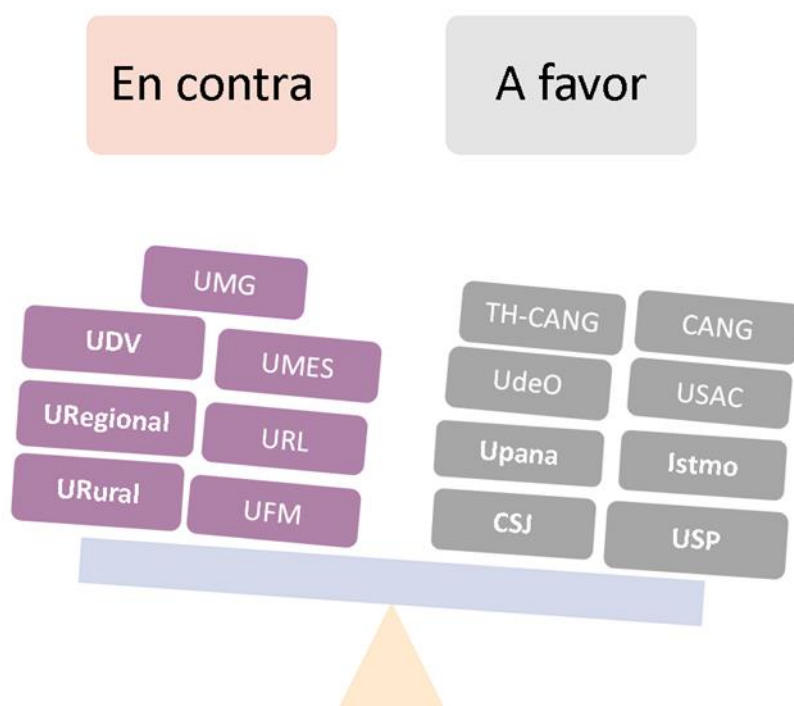 En contra
A favor
UMG
UDV
UMES
URegional
URL
URural
UFM
TH-CANG
CANG
UdeO
USAC
Upana
Istmo
CSJ
USP